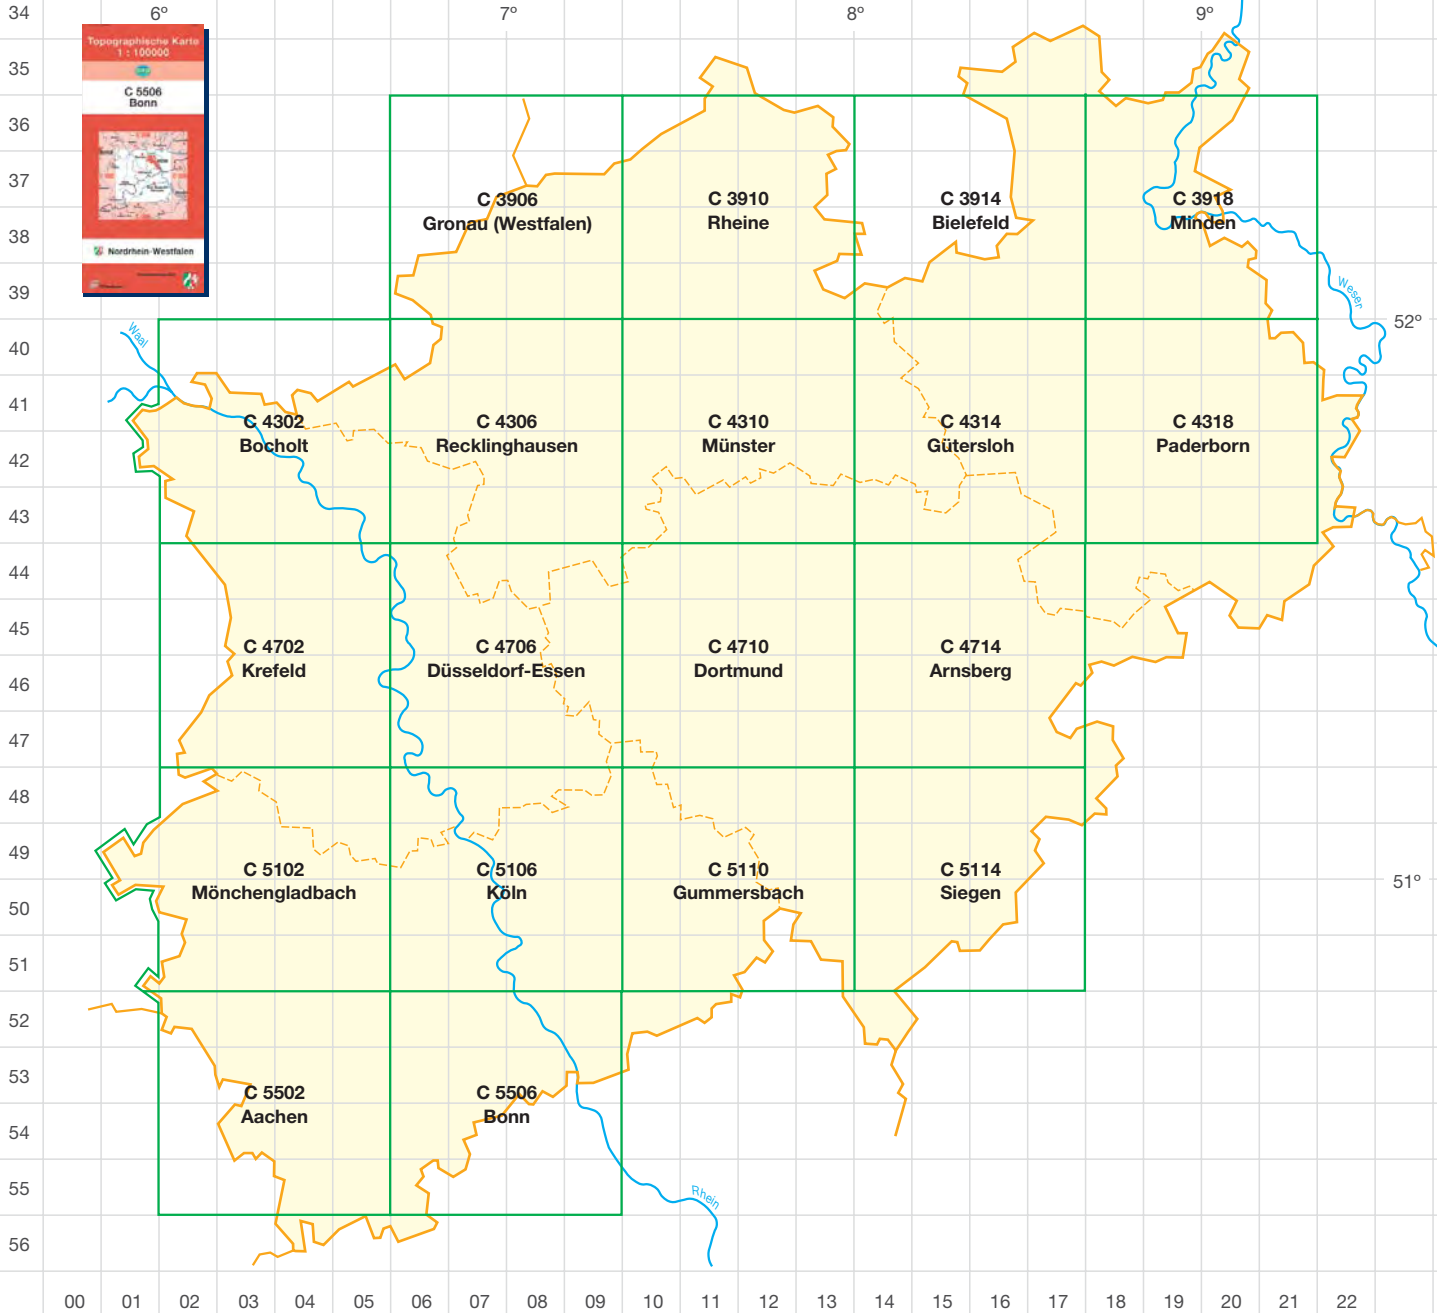 34
6°
7°
8°
9°
Topographische Karte
1 : 100000
C 5506
Bonn
Nordrhein-Westfalen
35
36
37
C 3906
Gronau (Westfalen)
C 3910
Rheine
C 3914
Bielefeld
C 3918
Minden
38
39
Weser
52°
Waal
40
41
C 4302
Bocholt
C 4306
Recklinghausen
C 4310
Münster
C 4314
Gütersloh
C 4318
Paderborn
42
43
44
45
C 4702
Krefeld
C 4706
Düsseldorf-Essen
C 4710
Dortmund
C 4714
Arnsberg
46
47
48
49
C 5102
Mönchengladbach
C 5106
Köln
C 5110
Gummersbach
C 5114
Siegen
51°
50
51
52
53
C 5502
Aachen
C 5506
Bonn
54
55
Rhein
56
00 01 02 03 04 05 06 07 08 09 10 11 12 13 14 15 16 17 18 19 20 21 22